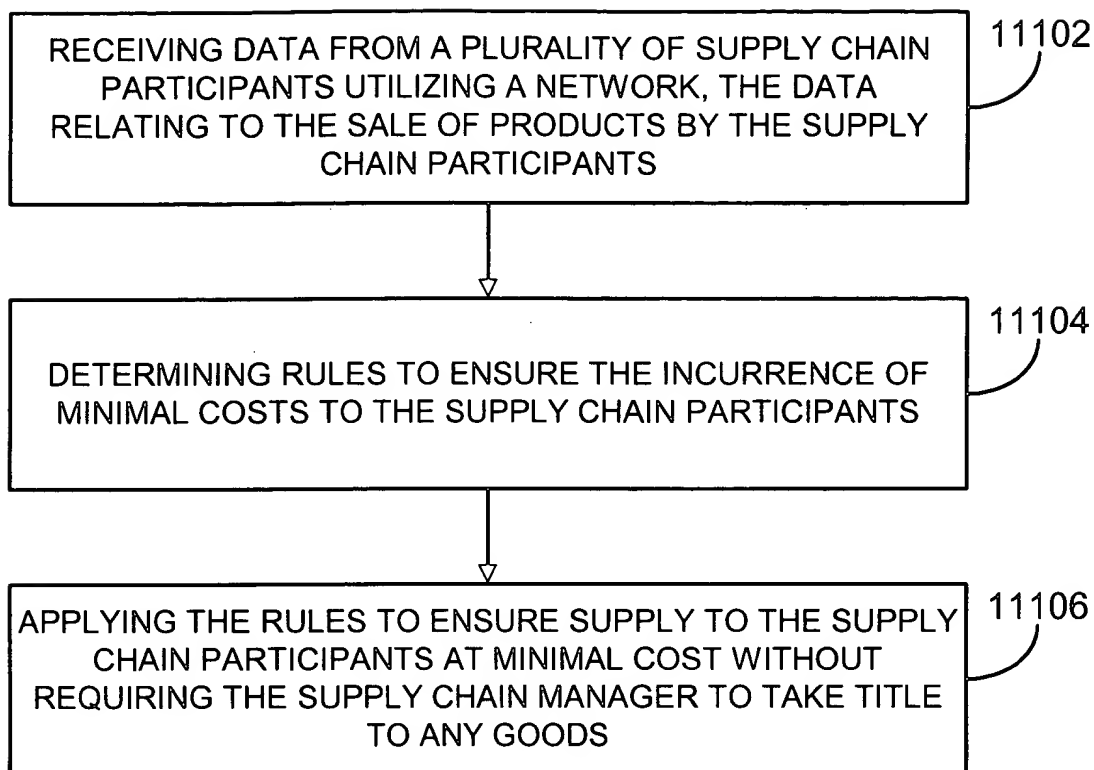 RECEIVING DATA FROM A PLURALITY OF SUPPLY CHAIN
PARTICIPANTS UTILIZING A NETWORK, THE DATA
RELATING TO THE SALE OF PRODUCTS BY THE SUPPLY
CHAIN PARTICIPANTS
11102
DETERMINING RULES TO ENSURE THE INCURRENCE OF
MINIMAL COSTS TO THE SUPPLY CHAIN PARTICIPANTS
11104
APPLYING THE RULES TO ENSURE SUPPLY TO THE SUPPLY
CHAIN PARTICIPANTS AT MINIMAL COST WITHOUT
REQUIRING THE SUPPLY CHAIN MANAGER TO TAKE TITLE
TO ANY GOODS
11106